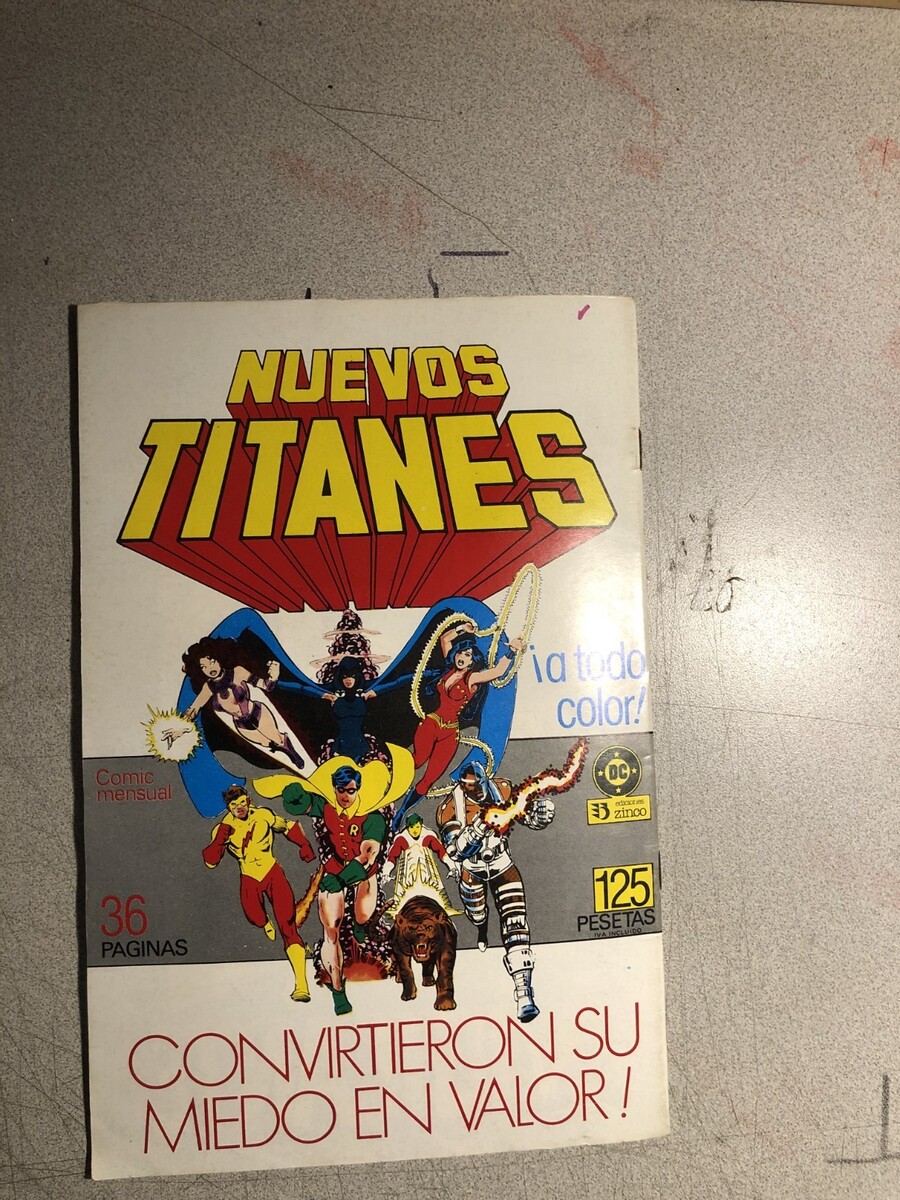 NUEVOS
TITANES
¡a todo
color!
Comic
mensual
DC
ediciones
zinco
R
36
PAGINAS
125
PESETAS
IVA INCLUIDO
CONVIRTIERON SU
MIEDO EN VALOR!